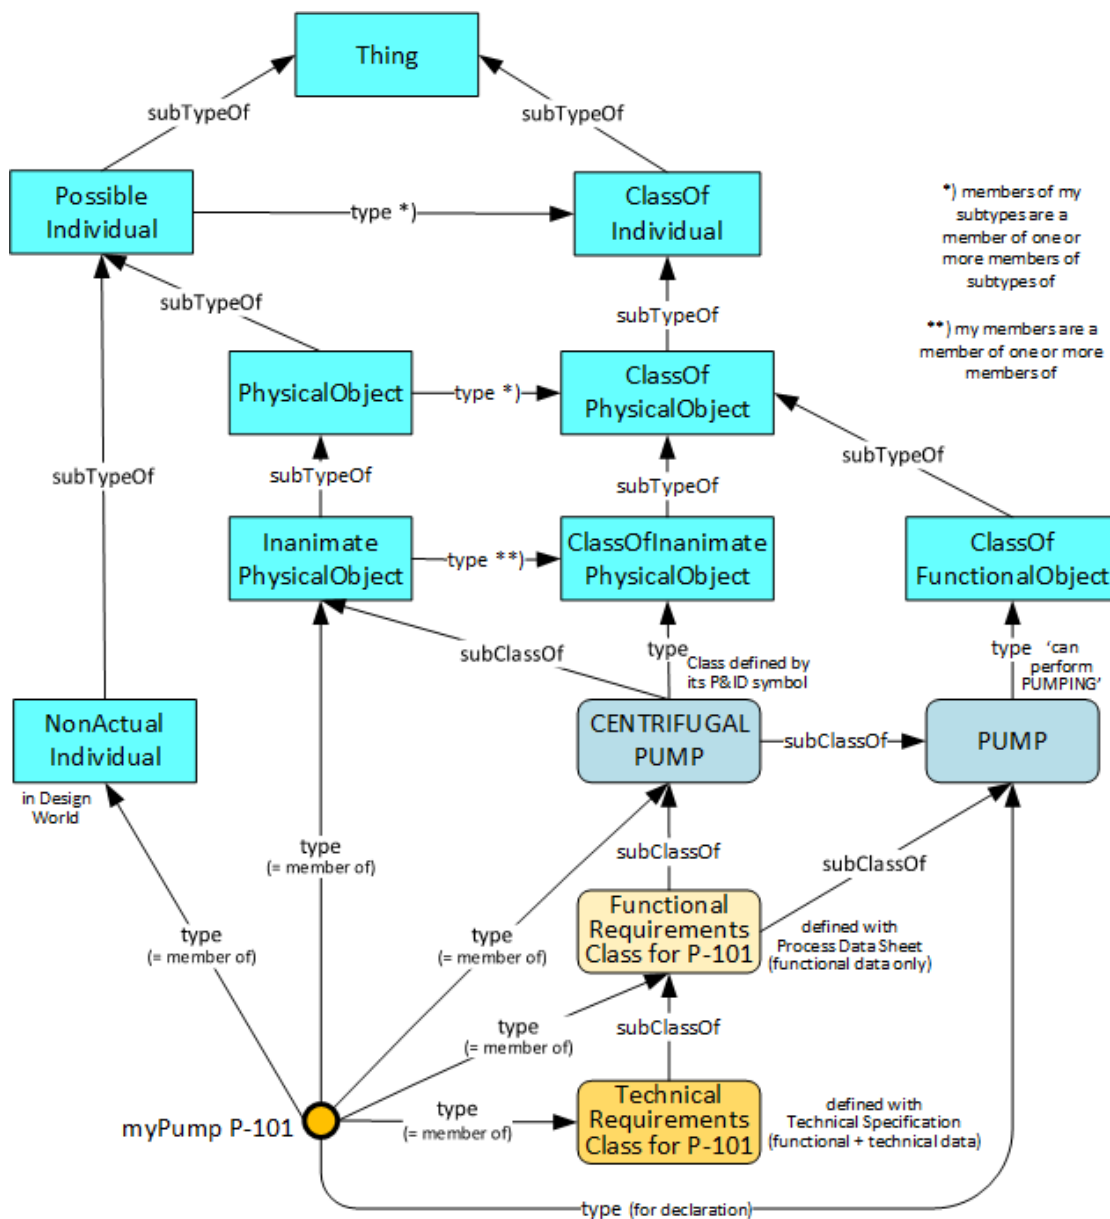 Thing
subTypeOf
subTypeOf
Possible
Individual
type *)
ClassOf
Individual
*) members of my
subtypes are a
member of one or
more members of
subtypes of
subTypeOf
subTypeOf
**) my members are a
member of one or more
members of
PhysicalObject
type *)
ClassOf
PhysicalObject
subTypeOf
subTypeOf
subTypeOf
subTypeOf
Inanimate
PhysicalObject
type **)
ClassOfInanimate
PhysicalObject
ClassOf
FunctionalObject
subClassOf
type
Class defined by
its P&ID symbol
type
'can
perform
PUMPING'
NonActual
Individual
in Design
World
CENTRIFUGAL
PUMP
subClassOf
PUMP
type
(= member of)
subClassOf
subClassOf
Functional
Requirements
Class for P-101
defined with
Process Data Sheet
(functional data only)
type
(= member of)
type
(= member of)
type
(= member of)
subClassOf
myPump P-101
type
(= member of)
Technical
Requirements
Class for P-101
defined with
Technical Specification
(functional + technical data)
type (for declaration)